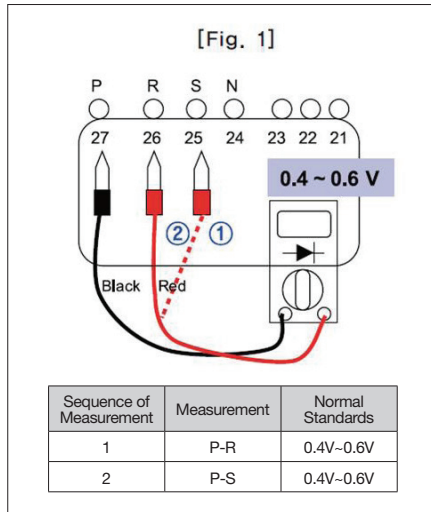 [Fig. 1]
P R S N
27 26 25 24 23 22 21
0.4 ~ 0.6 V
② ①
Black Red
Sequence of Measurement Measurement Normal Standards
1 P-R 0.4V~0.6V
2 P-S 0.4V~0.6V